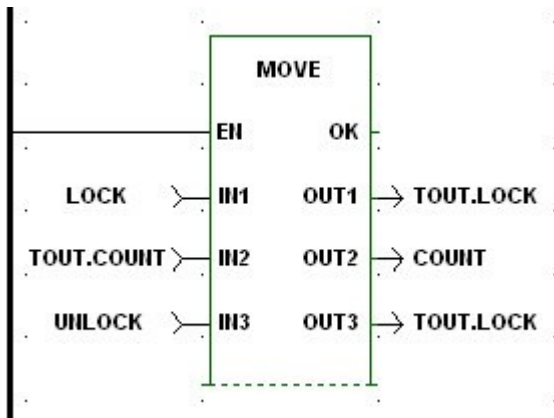 MOVE
EN OK
LOCK IN1 OUT1 TOUT.LOCK
TOUT.COUNT IN2 OUT2 COUNT
UNLOCK IN3 OUT3 TOUT.LOCK